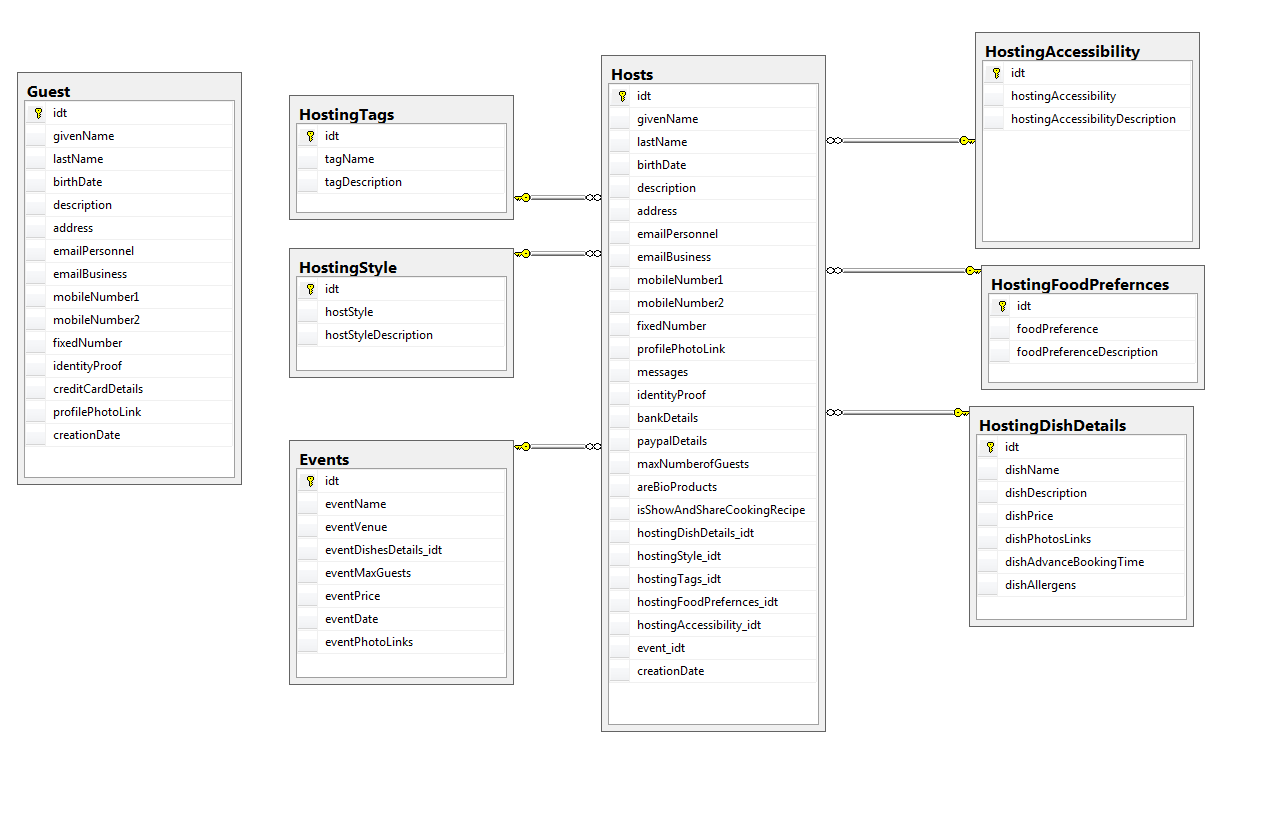 Guest
idt
givenName
lastName
birthDate
description
address
emailPersonnel
emailBusiness
mobileNumber1
mobileNumber2
fixedNumber
identityProof
creditCardDetails
profilePhotoLink
creationDate
HostingTags
idt
tagName
tagDescription
HostingStyle
idt
hostStyle
hostStyleDescription
Events
idt
eventName
eventVenue
eventDishesDetails_idt
eventMaxGuests
eventPrice
eventDate
eventPhotoLinks
Hosts
idt
givenName
lastName
birthDate
description
address
emailPersonnel
emailBusiness
mobileNumber1
mobileNumber2
fixedNumber
profilePhotoLink
messages
identityProof
bankDetails
paypalDetails
maxNumberofGuests
areBioProducts
isShowAndShareCookingRecipe
hostingDishDetails_idt
hostingStyle_idt
hostingTags_idt
hostingFoodPrefernces_idt
hostingAccessibility_idt
event_idt
creationDate
HostingAccessibility
idt
hostingAccessibility
hostingAccessibilityDescription
HostingFoodPrefernces
idt
foodPreference
foodPreferenceDescription
HostingDishDetails
idt
dishName
dishDescription
dishPrice
dishPhotosLinks
dishAdvanceBookingTime
dishAllergens